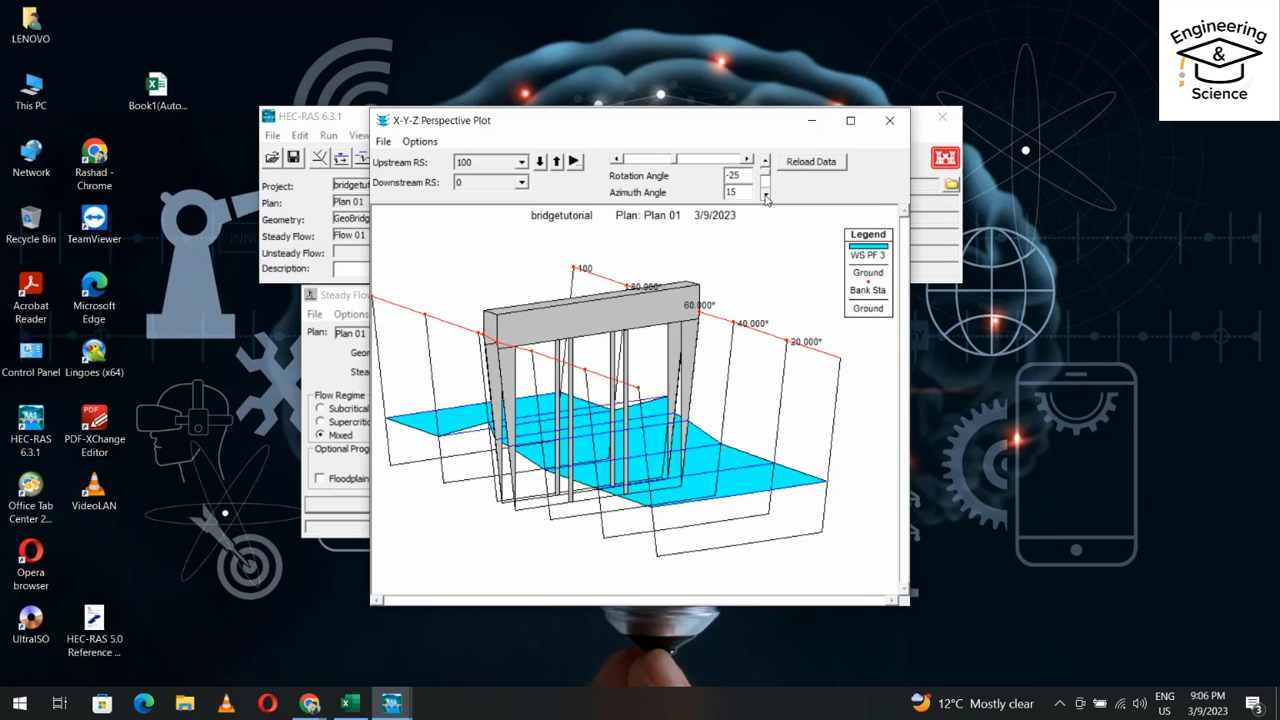 LENOVO
This PC
Book1(Auto...
Network
Rashad -
Chrome
Recycle Bin
TeamViewer
Acrobat
Reader
Microsoft
Edge
Control Panel
Lingoes (x64)
HEC-RAS
6.3.1
PDF-XChange
Editor
Office Tab
Center 2...
VideoLAN
Opera
browser
UltraISO
HEC-RAS 5.0
Reference ...
Engineering
&
Science
HEC-RAS 6.3.1
File Edit Run View
Project: bridgetut
Plan: Plan 01
Geometry: GeoBridg
Steady Flow: Flow 01
Unsteady Flow:
Description:
Steady Flow
File Options
Plan: Plan 01
Geo
Stea
Flow Regime
Subcritical
Supercritic
Mixed
Optional Prog
Floodplain
X-Y-Z Perspective Plot
File Options
Upstream RS: 100
Downstream RS: 0
Rotation Angle -25
Azimuth Angle 15
Reload Data
bridgetutorial Plan: Plan 01 3/9/2023
Legend
WS PF 3
Ground
Bank Sta
Ground
100
80.000*
60.000*
40.000*
20.000*
12°C Mostly clear
ENG
US
9:06 PM
3/9/2023
3